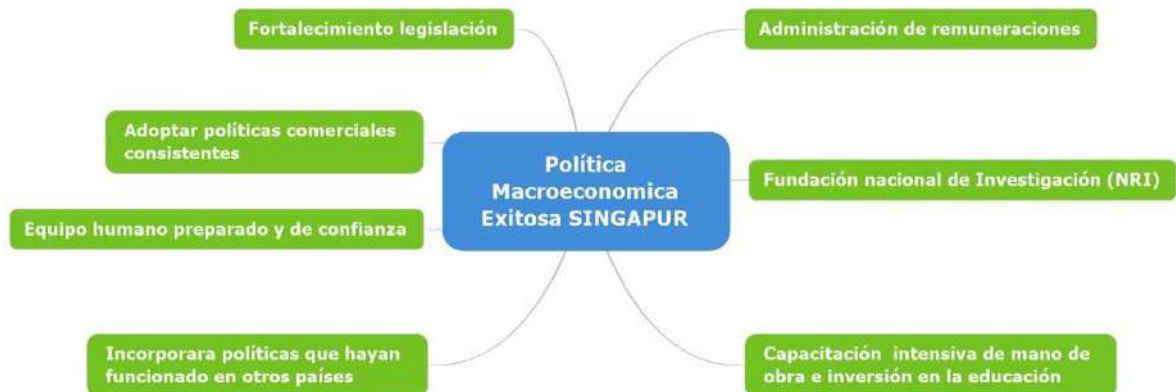 Fortalecimiento legislación
Administración de remuneraciones
Adoptar políticas comerciales
consistentes
Política
Macroeconomica
Exitosa SINGAPUR
Fundación nacional de Investigación (NRI)
Equipo humano preparado y de confianza
Incorporara políticas que hayan
funcionado en otros países
Capacitación intensiva de mano de
obra e inversión en la educación